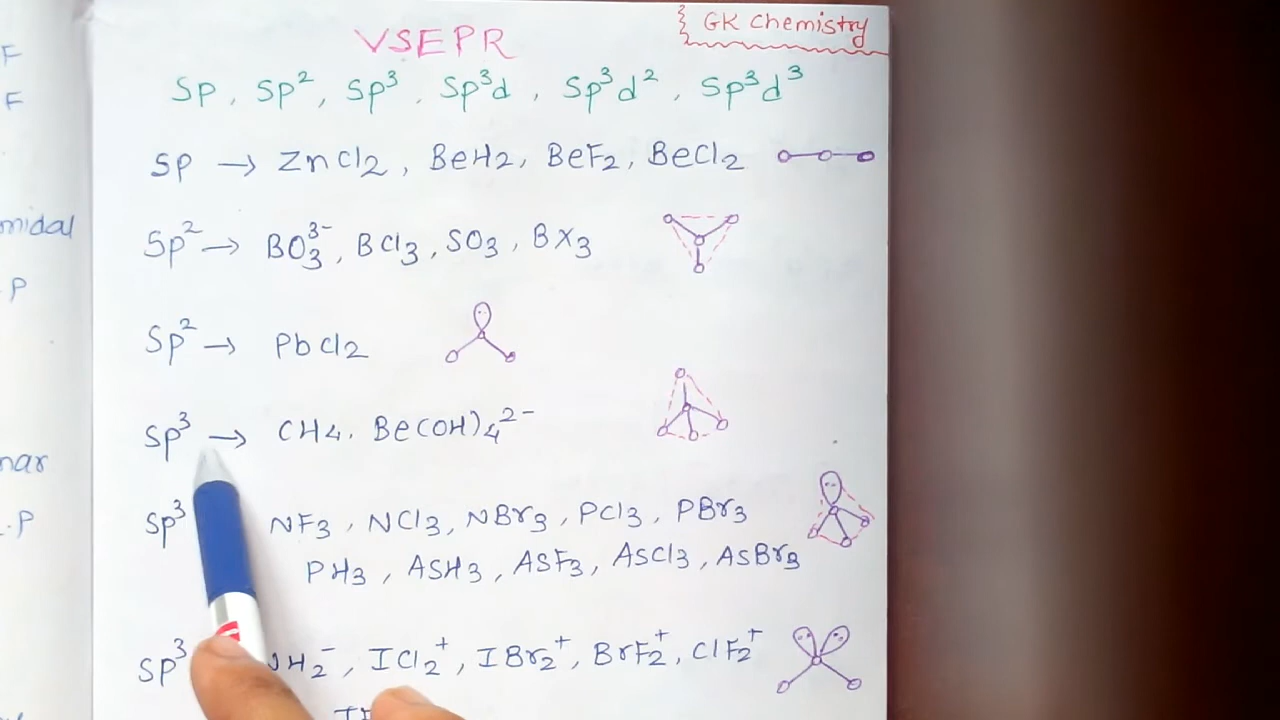 GK Chemistry
VSEPR
Sp, Sp², Sp³, Sp³d, Sp³d², Sp³d³
Sp → ZnCl₂, BeH₂, BeF₂, BeCl₂
Sp² → BO₃³⁻, BCl₃, SO₃, BX₃
Sp² → PbCl₂
Sp³ → CH₄. Be(OH)₄²⁻
Sp³ NF₃, NCl₃, NBr₃, PCl₃, PBr₃
PH₃, ASH₃, ASF₃, ASCl₃, ASBr₃
Sp³ H₂⁻, ICl₂⁺, IBr₂⁺, BrF₂⁺, ClF₂⁺
F
F
midal
P
nar
.P